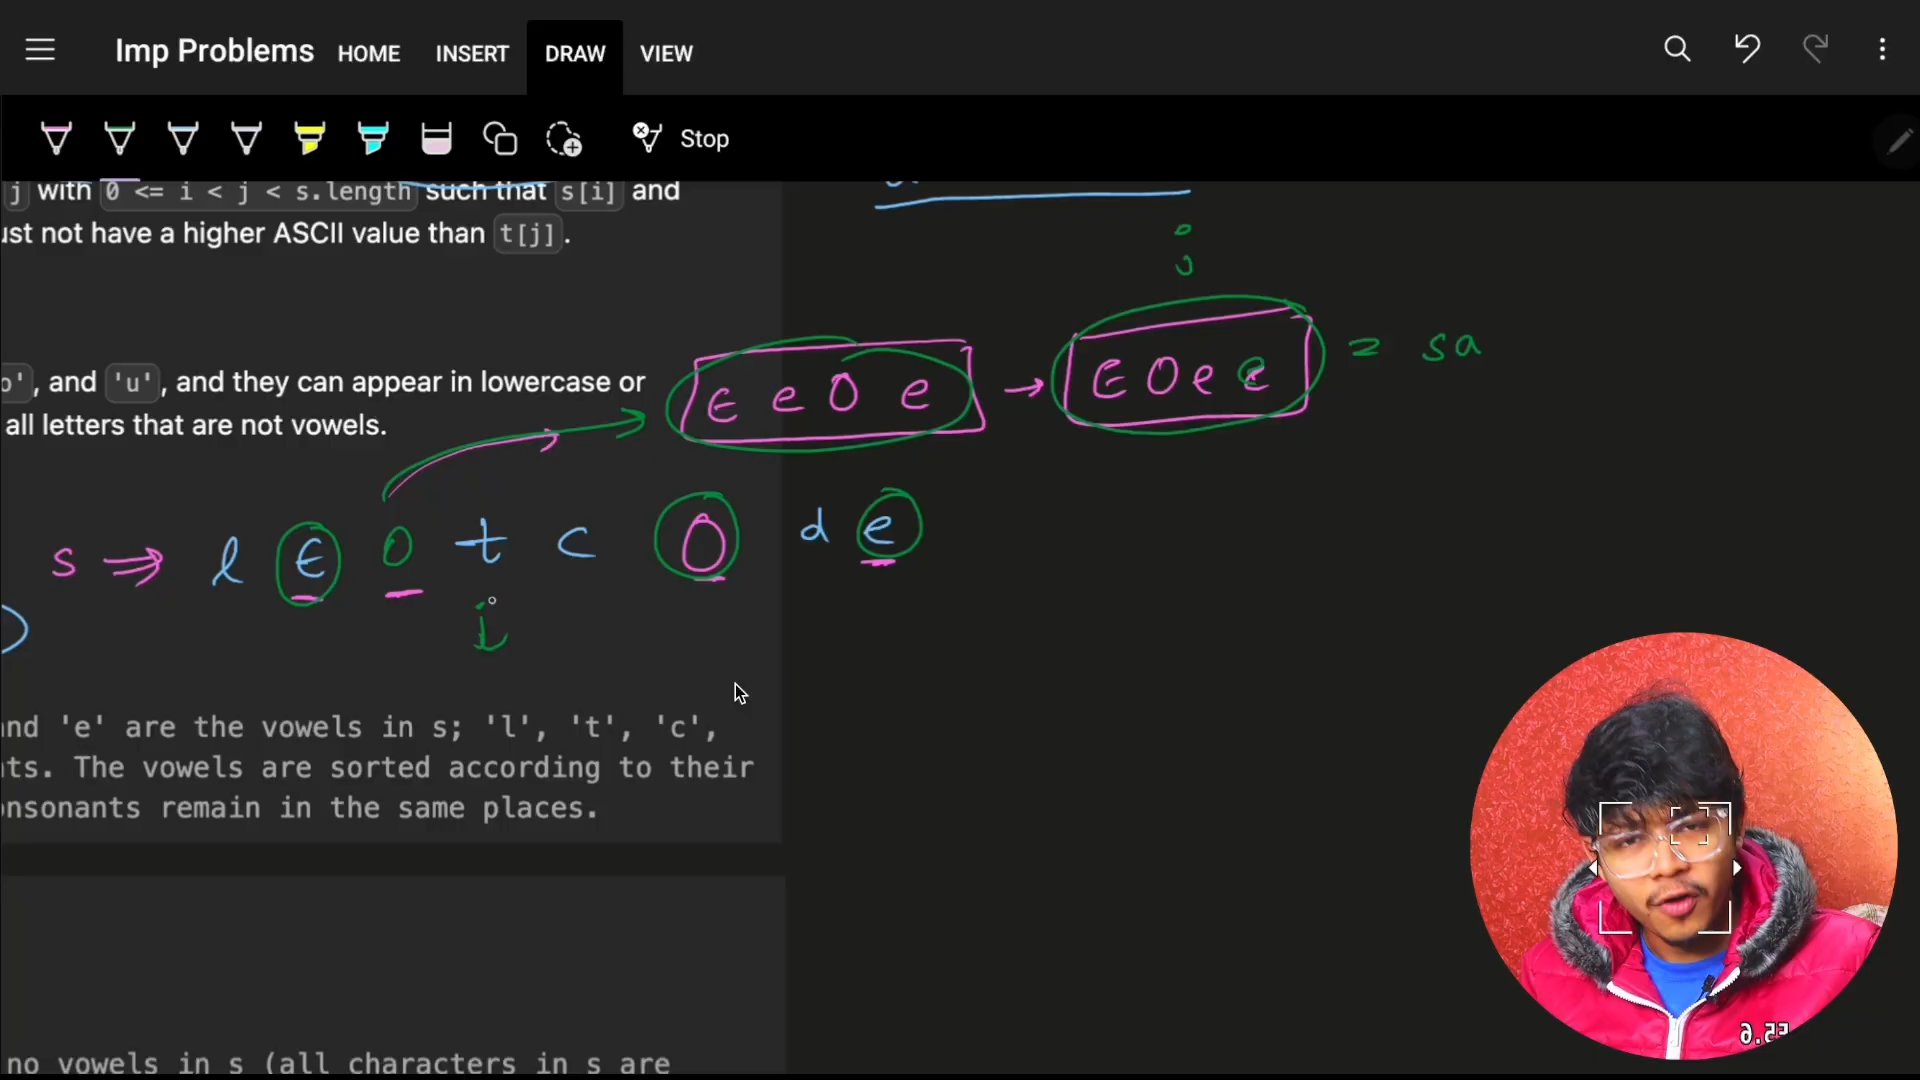 Imp Problems HOME INSERT DRAW VIEW
Stop
j with 0 <= i < j < s.length such that s[i] and
ust not have a higher ASCII value than t[j].
j
o', and 'u', and they can appear in lowercase or
all letters that are not vowels.
E e O e → E O e e = sa
s ⇒ l E O t c O d e
i
and 'e' are the vowels in s; 'l', 't', 'c',
nts. The vowels are sorted according to their
onsonants remain in the same places.
no vowels in s (all characters in s are